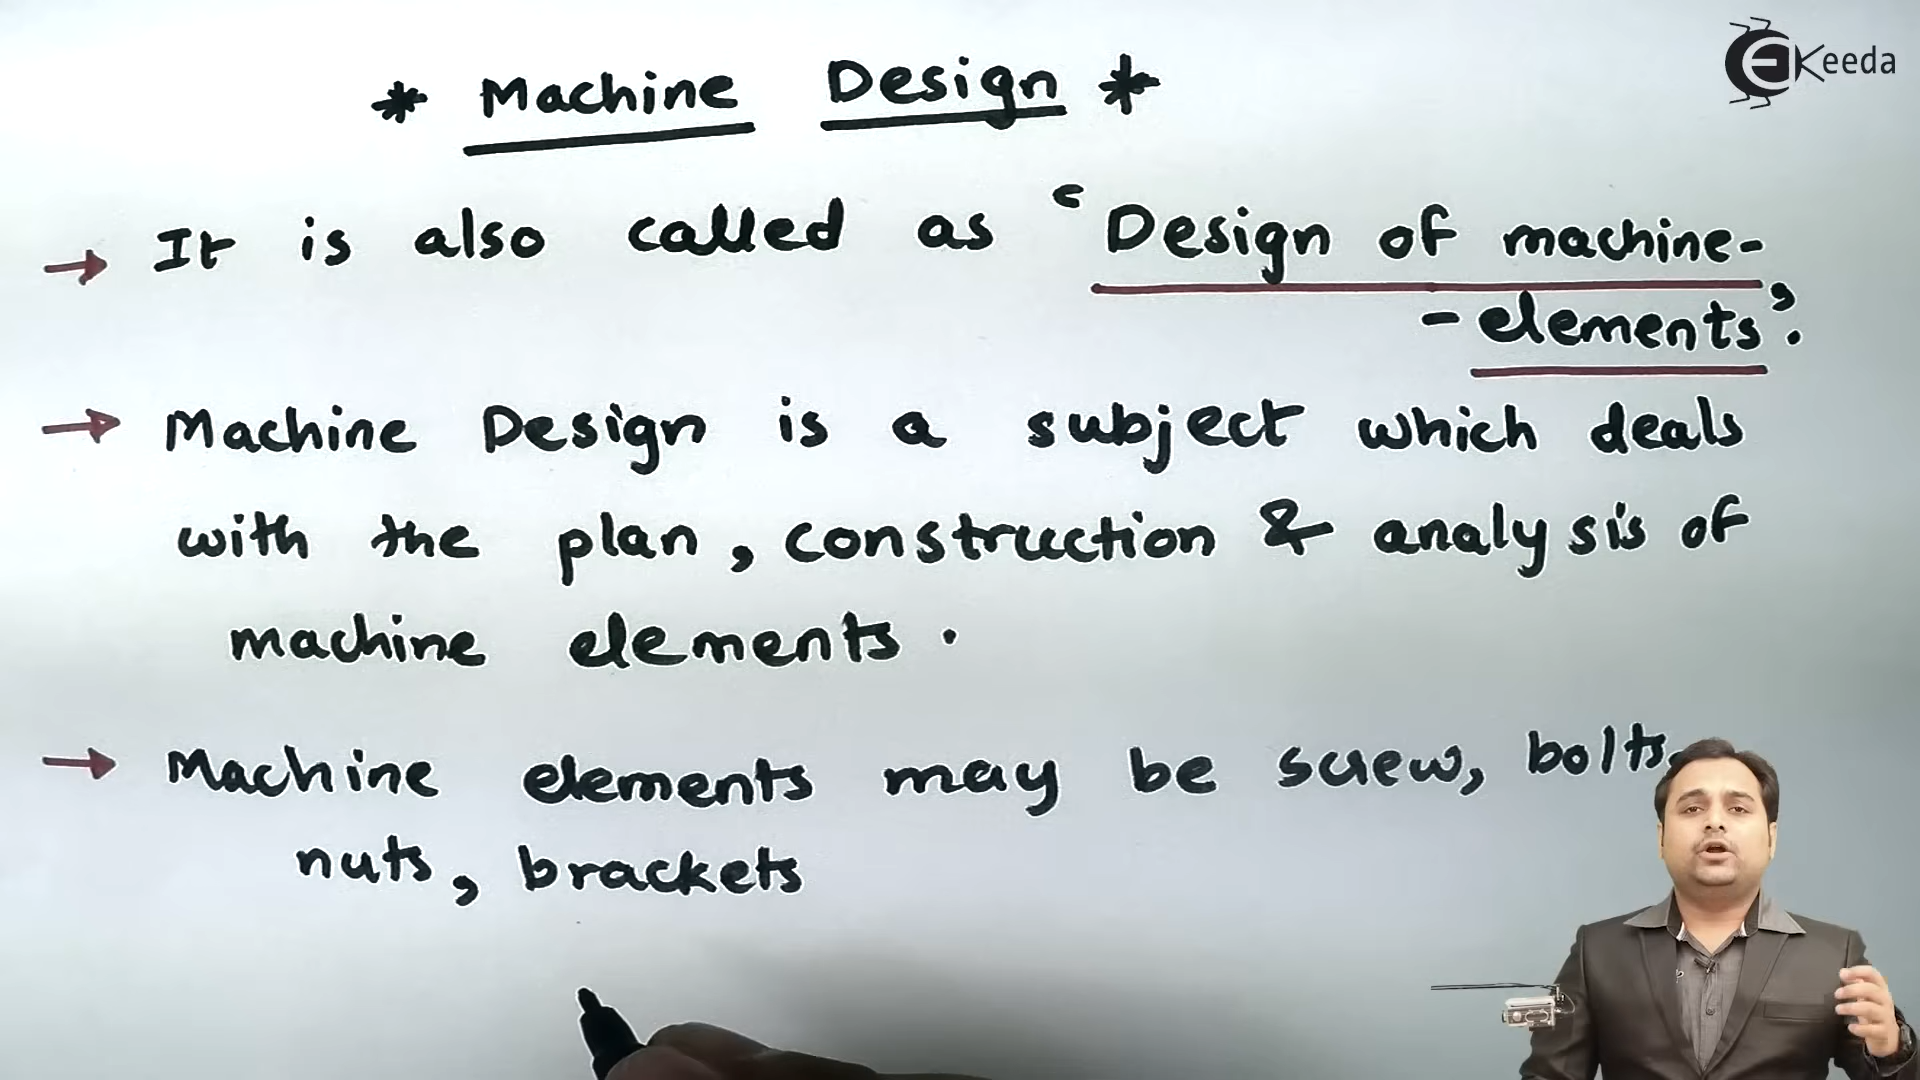 * Machine Design *
EKeeda
→ It is also called as ‘Design of machine-
- elements’.
→ Machine Design is a subject which deals
with the plan, construction & analysis of
machine elements.
→ Machine elements may be screw, bolts,
nuts, brackets